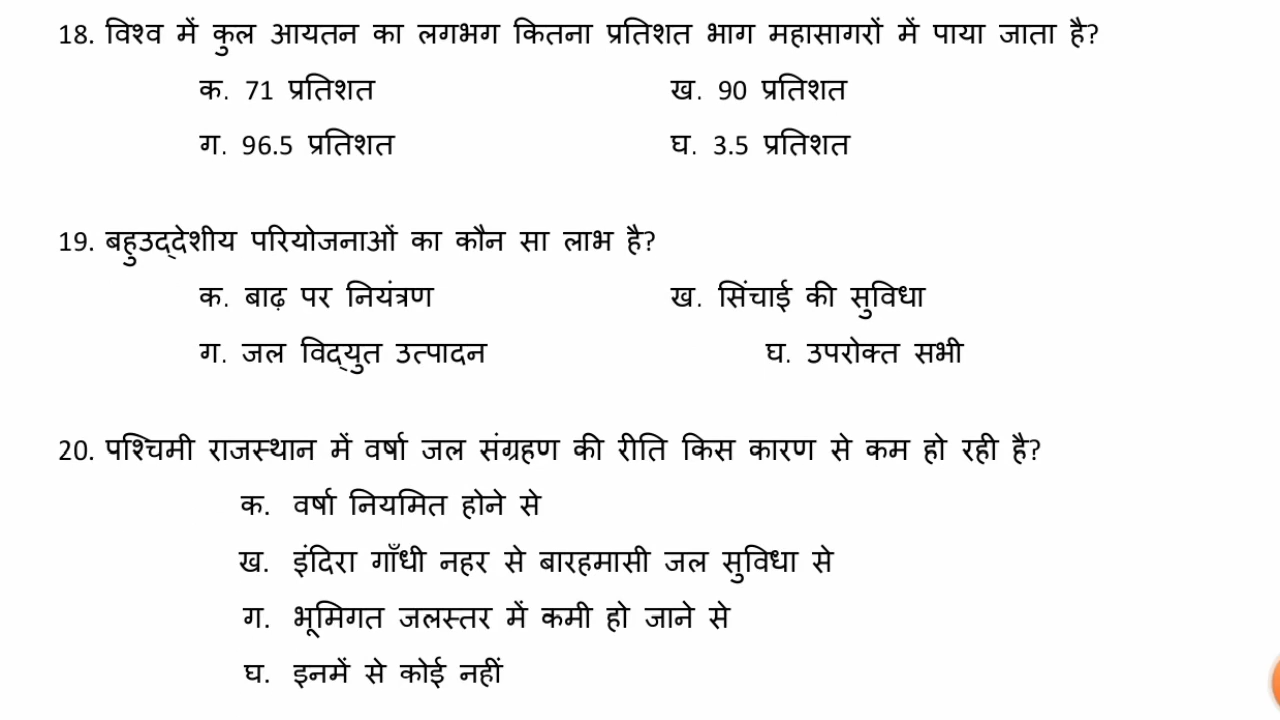 18. विश्व में कुल आयतन का लगभग कितना प्रतिशत भाग महासागरों में पाया जाता है?
क. 71 प्रतिशत ख. 90 प्रतिशत
ग. 96.5 प्रतिशत घ. 3.5 प्रतिशत
19. बहुउद्देशीय परियोजनाओं का कौन सा लाभ है?
क. बाढ़ पर नियंत्रण ख. सिंचाई की सुविधा
ग. जल विद्युत उत्पादन घ. उपरोक्त सभी
20. पश्चिमी राजस्थान में वर्षा जल संग्रहण की रीति किस कारण से कम हो रही है?
क. वर्षा नियमित होने से
ख. इंदिरा गाँधी नहर से बारहमासी जल सुविधा से
ग. भूमिगत जलस्तर में कमी हो जाने से
घ. इनमें से कोई नहीं